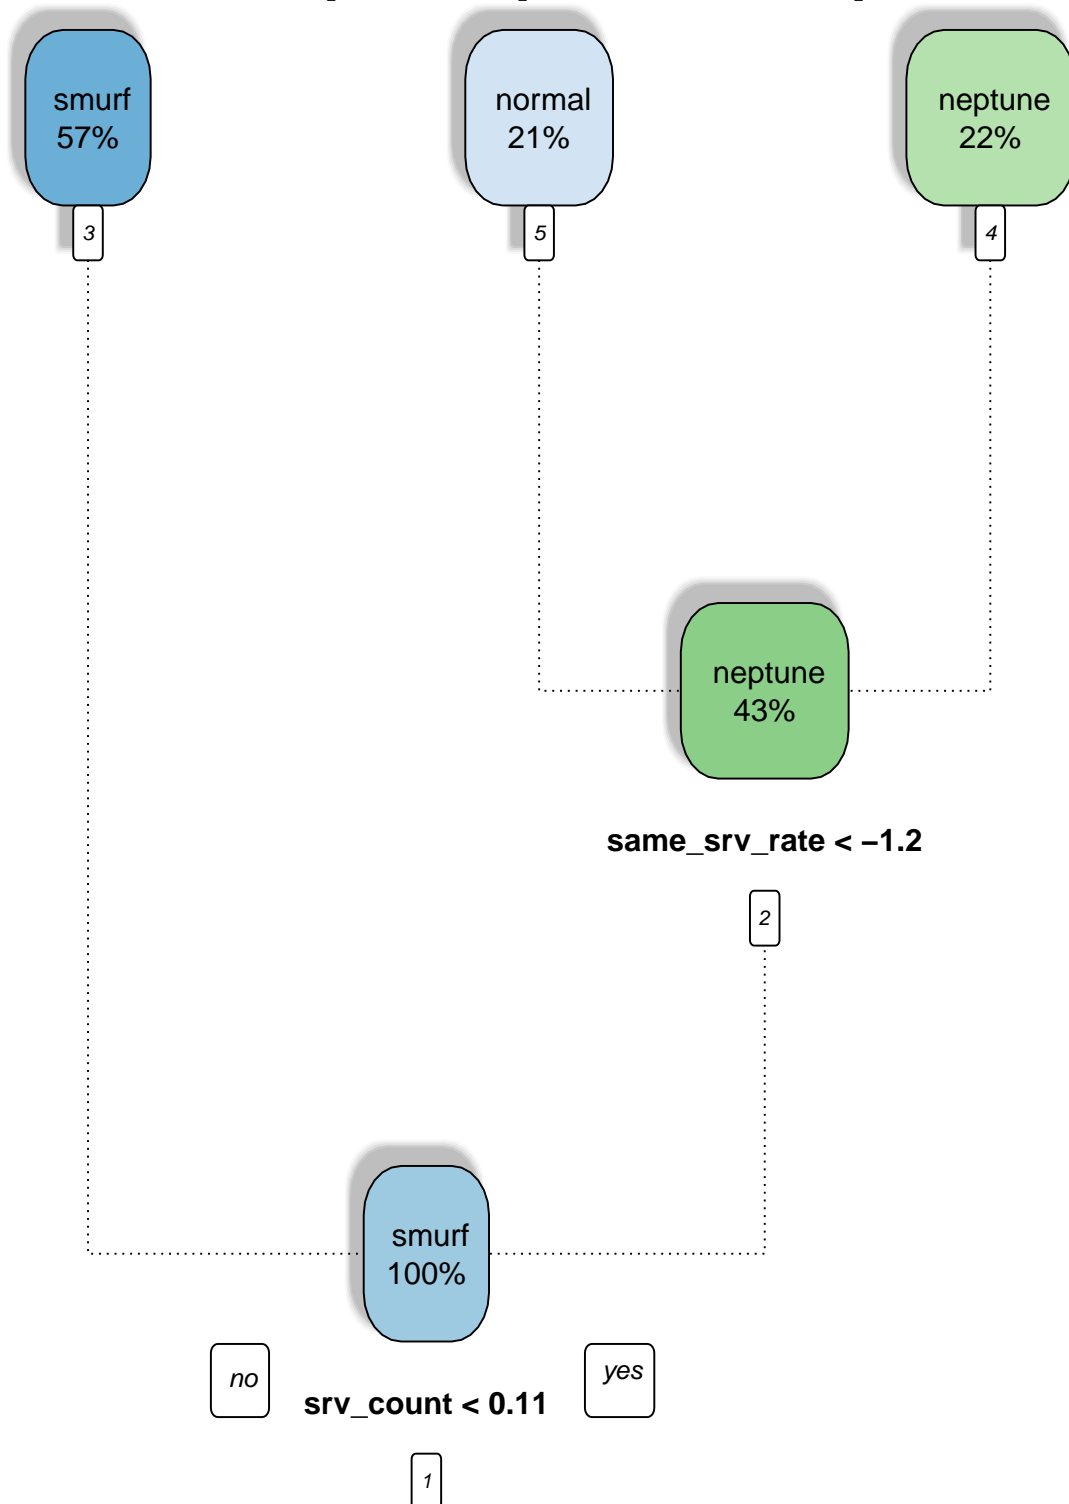 smurf
57%
normal
21%
neptune
22%
3
5
4
neptune
43%
same_srv_rate < −1.2
2
smurf
100%
no
yes
srv_count < 0.11
1